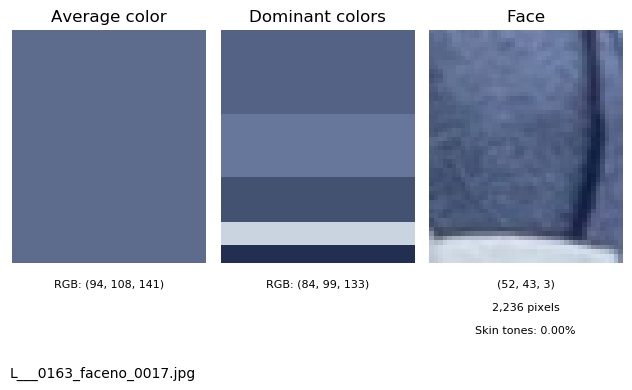 Average color
Dominant colors
Face
RGB: (94, 108, 141)
RGB: (84, 99, 133)
(52, 43, 3)
2,236 pixels
Skin tones: 0.00%
L___0163_faceno_0017.jpg